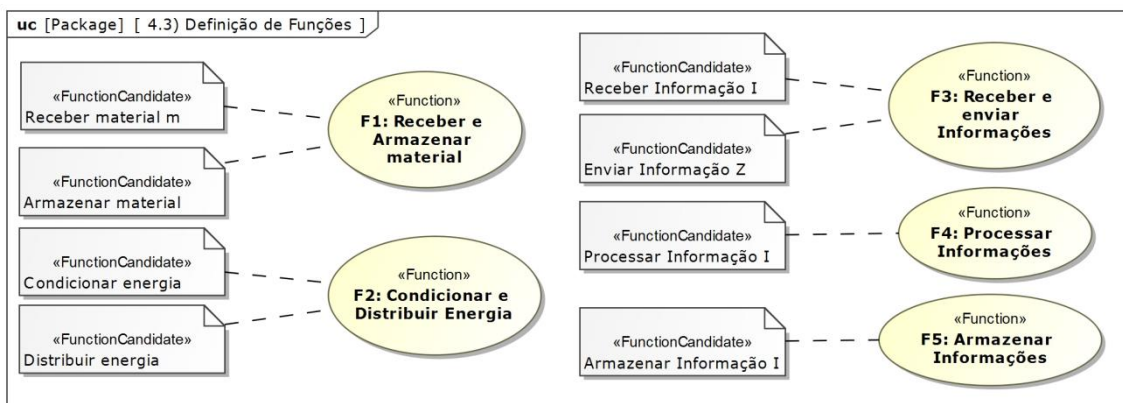 uc [Package] [ 4.3) Definição de Funções ]
«FunctionCandidate»
Receber material m
«FunctionCandidate»
Armazenar material
«Function»
F1: Receber e
Armazenar
material
«FunctionCandidate»
Condicionar energia
«FunctionCandidate»
Distribuir energia
«Function»
F2: Condicionar e
Distribuir Energia
«FunctionCandidate»
Receber Informação I
«FunctionCandidate»
Enviar Informação Z
«Function»
F3: Receber e
enviar
Informações
«FunctionCandidate»
Processar Informação I
«Function»
F4: Processar
Informações
«FunctionCandidate»
Armazenar Informação I
«Function»
F5: Armazenar
Informações